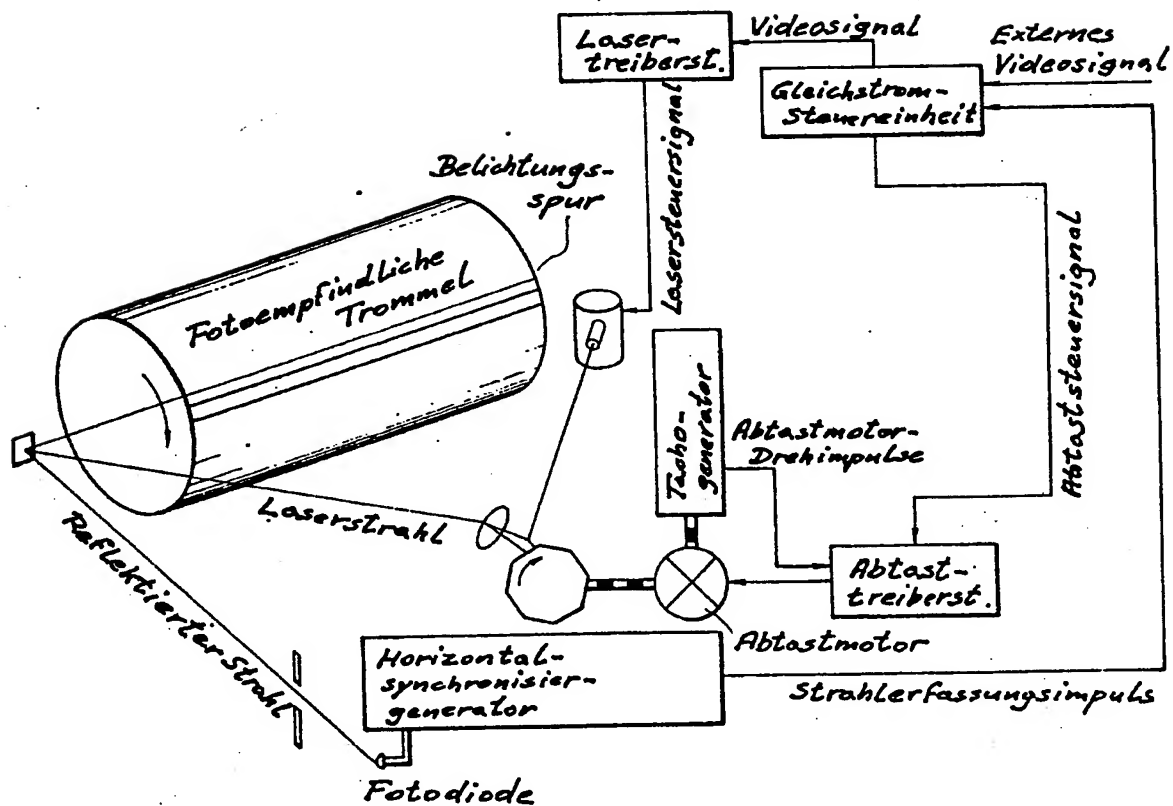 Laser-
treiberst.
Videosignal
Externes
Videosignal
Gleichstrom-
Steuereinheit
Lasersteuersignal
Belichtungs-
spur
Fotoempfindliche
Trommel
Abtaststeuersignal
Tacho-
generator
Abtastmotor-
Drehimpulse
Laserstrahl
Reflektierter Strahl
Abtast-
treiberst.
Abtastmotor
Horizontal-
synchronisier-
generator
Strahlerfassungsimpuls
Fotodiode